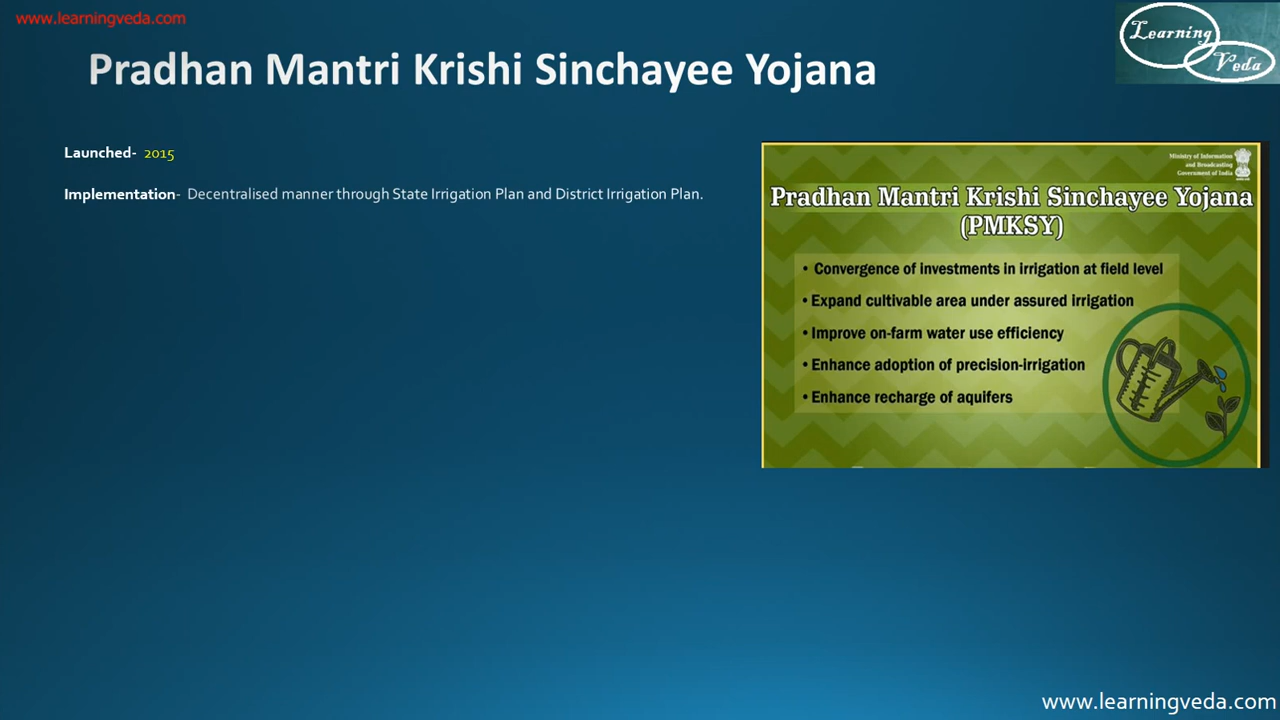 www.learningveda.com
Learning
Veda
Pradhan Mantri Krishi Sinchayee Yojana
Launched- 2015
Implementation- Decentralised manner through State Irrigation Plan and District Irrigation Plan.
Ministry of Information
and Broadcasting
Government of India
Pradhan Mantri Krishi Sinchayee Yojana
(PMKSY)
• Convergence of investments in irrigation at field level
• Expand cultivable area under assured irrigation
• Improve on-farm water use efficiency
• Enhance adoption of precision-irrigation
• Enhance recharge of aquifers
www.learningveda.com